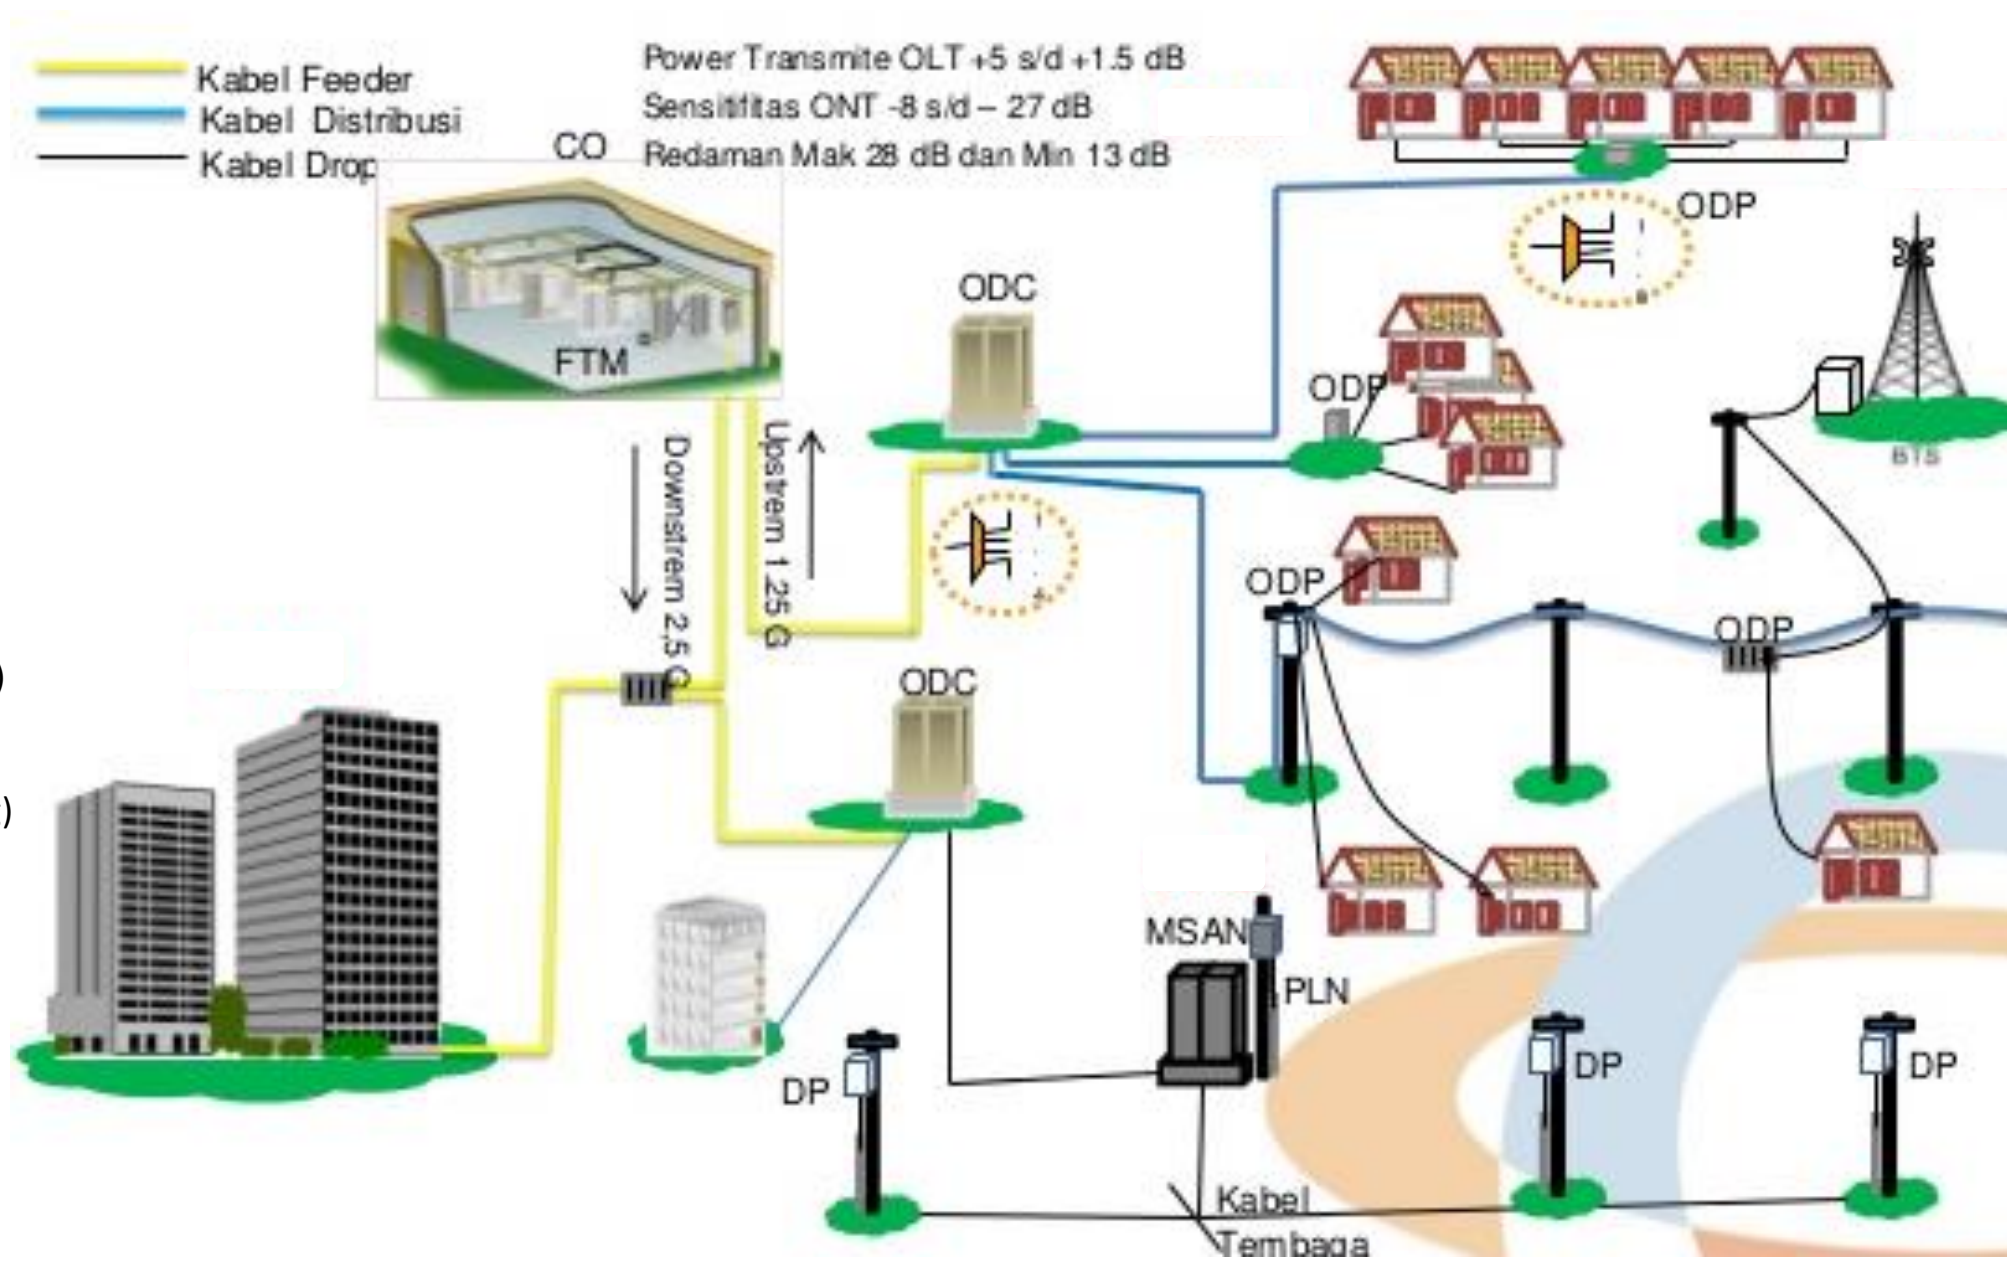 Kabel Feeder
Kabel Distribusi
Kabel Drop
Power Transmite OLT +5 s/d +1.5 dB
Sensitifitas ONT -8 s/d – 27 dB
Redaman Mak 28 dB dan Min 13 dB
CO
FTM
ODC
ODP
ODP
BTS
Downstrem 2,5 G
Upstrem 1.25 G
ODP
ODP
ODC
MSAN
PLN
DP
DP
DP
Kabel
Tembaga